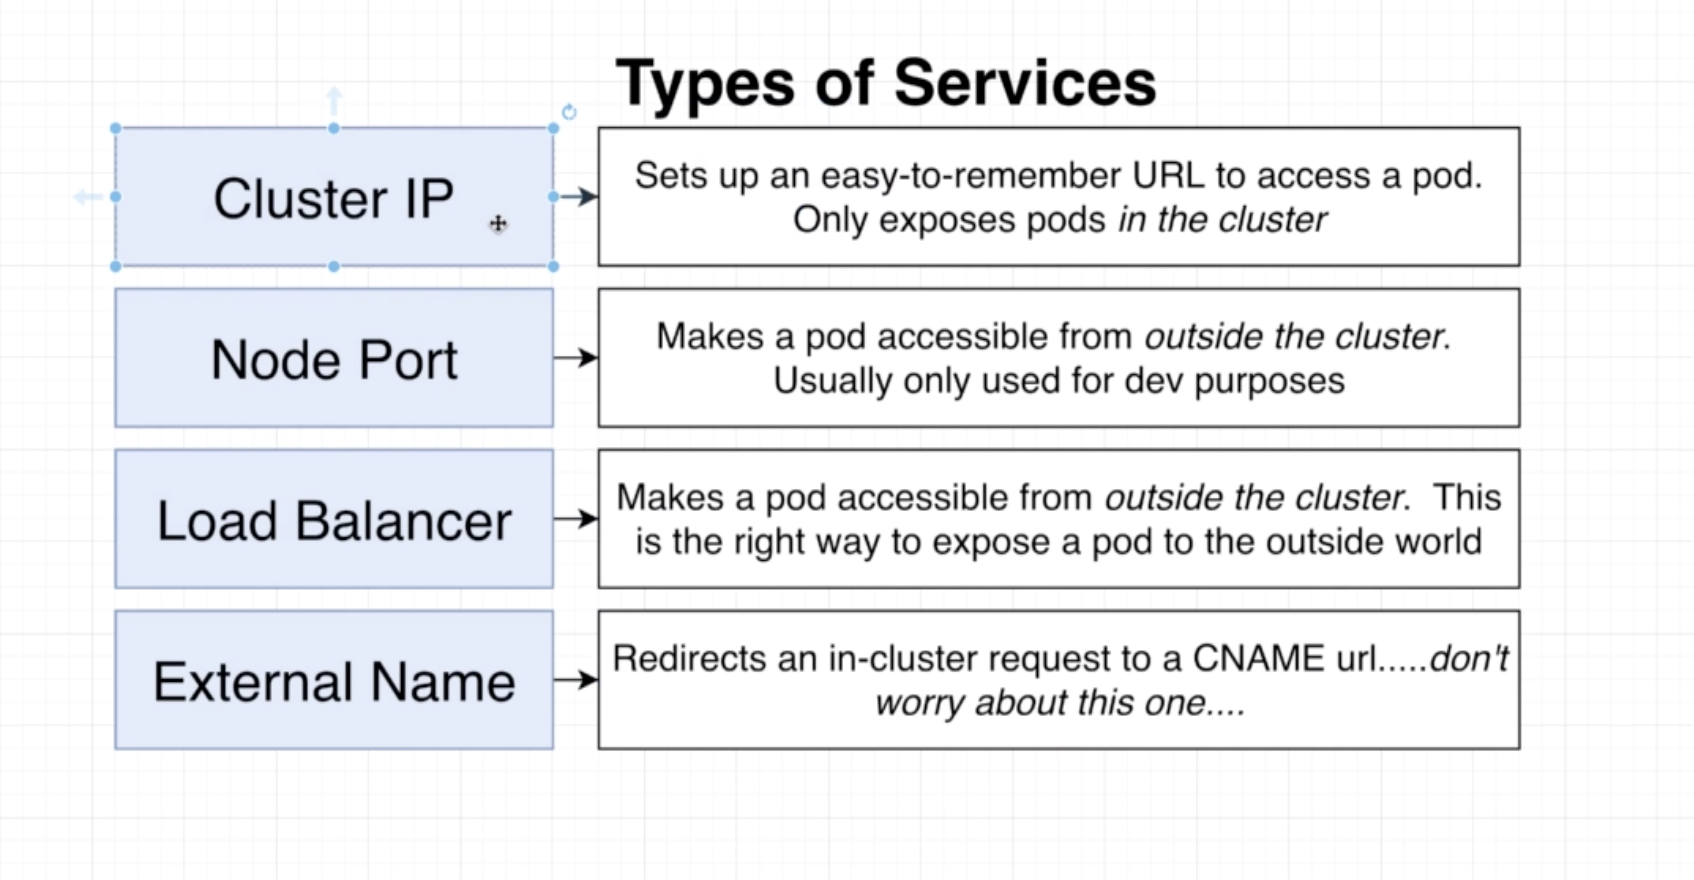 Types of Services
Cluster IP
Sets up an easy-to-remember URL to access a pod.
Only exposes pods in the cluster
Node Port
Makes a pod accessible from outside the cluster.
Usually only used for dev purposes
Load Balancer
Makes a pod accessible from outside the cluster.  This
is the right way to expose a pod to the outside world
External Name
Redirects an in-cluster request to a CNAME url.....don't
worry about this one....